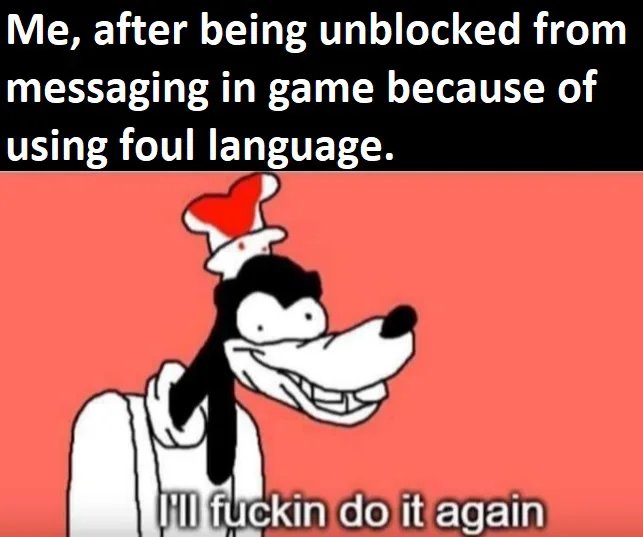 Me, after being unblocked from
messaging in game because of
using foul language.
I'll fuckin do it again